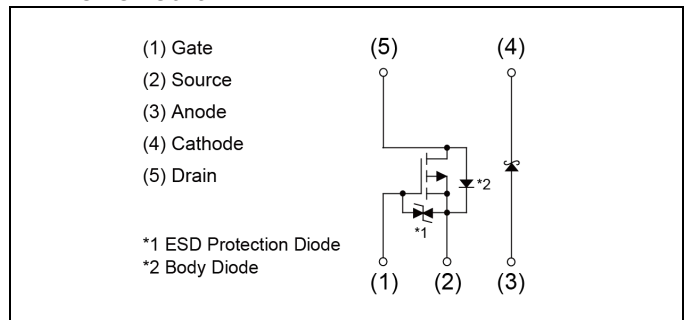 (1) Gate
(2) Source
(3) Anode
(4) Cathode
(5) Drain
*1 ESD Protection Diode
*2 Body Diode
(5)
(4)
*2
*1
(1)
(2)
(3)